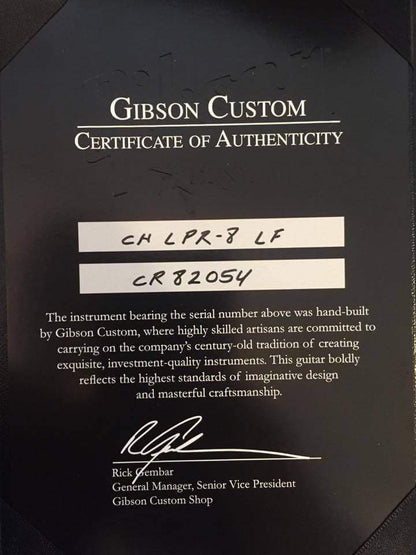 GIBSON CUSTOM
CERTIFICATE OF AUTHENTICITY
CH LPR-8 LF
CR 82054
The instrument bearing the serial number above was hand-built
by Gibson Custom, where highly skilled artisans are committed to
carrying on the company's century-old tradition of creating
exquisite, investment-quality instruments. This guitar boldly
reflects the highest standards of imaginative design
and masterful craftsmanship.
Rick Gembar
General Manager, Senior Vice President
Gibson Custom Shop